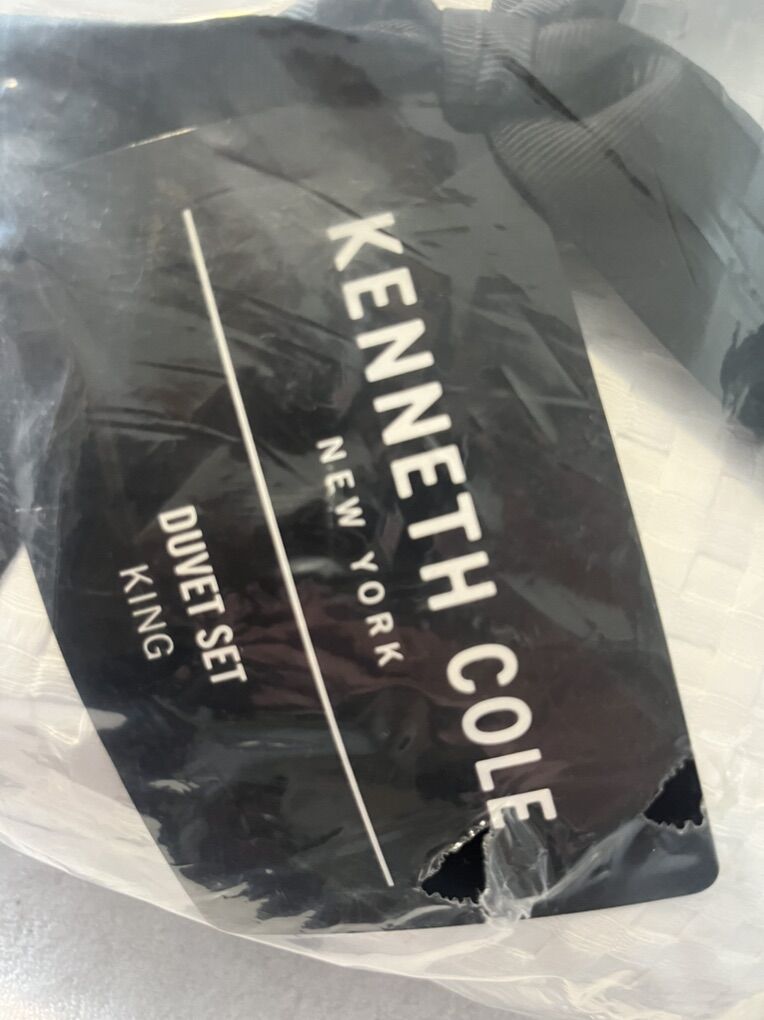 KENNETH COLE
NEW YORK
DUVET SET
KING